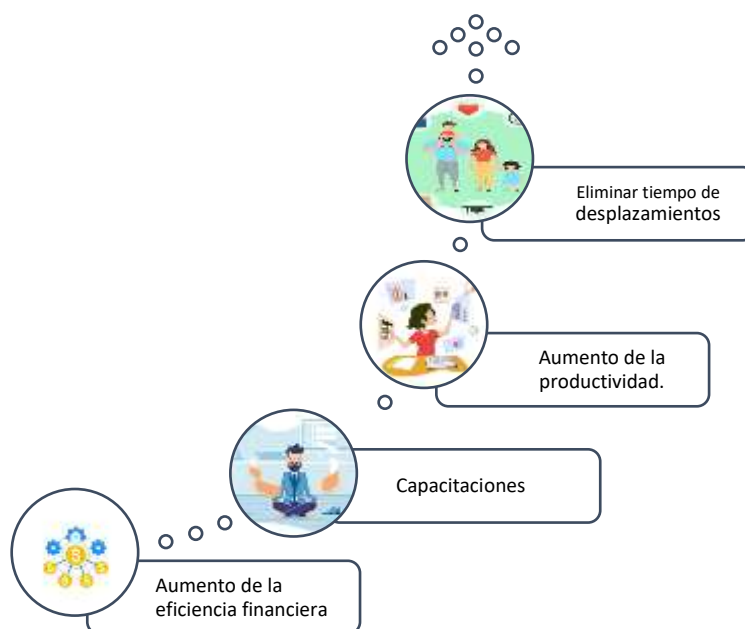 Eliminar tiempo de
desplazamientos
Aumento de la
productividad.
Capacitaciones
Aumento de la
eficiencia financiera